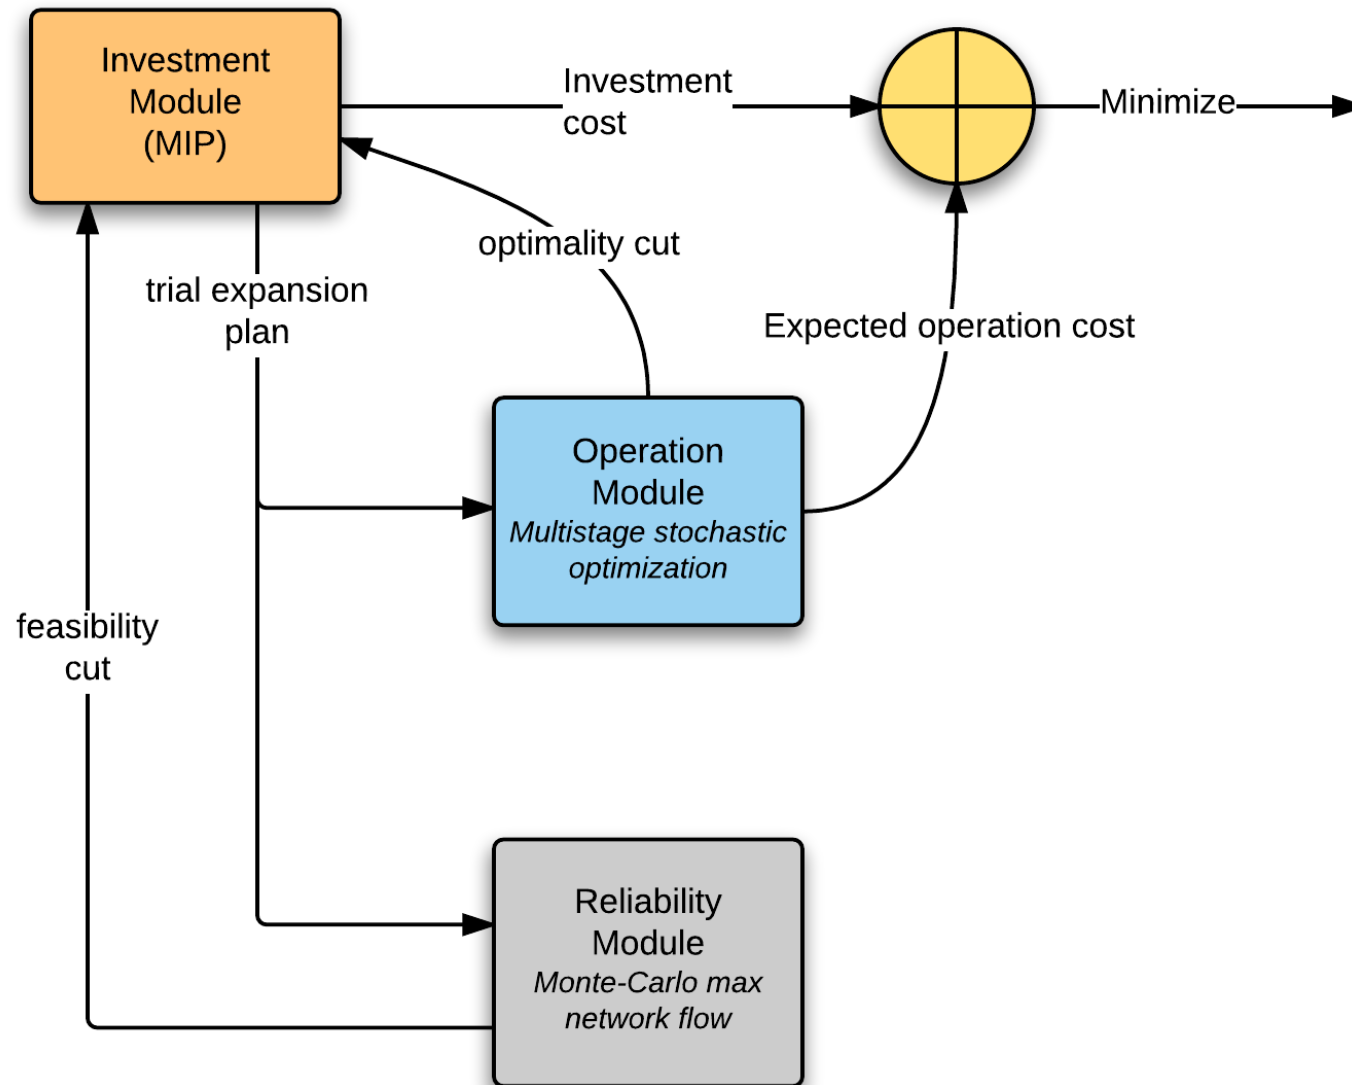 Investment
Module
(MIP)
Investment
cost
Minimize
optimality cut
trial expansion
plan
Expected operation cost
Operation
Module
Multistage stochastic
optimization
feasibility
cut
Reliability
Module
Monte-Carlo max
network flow